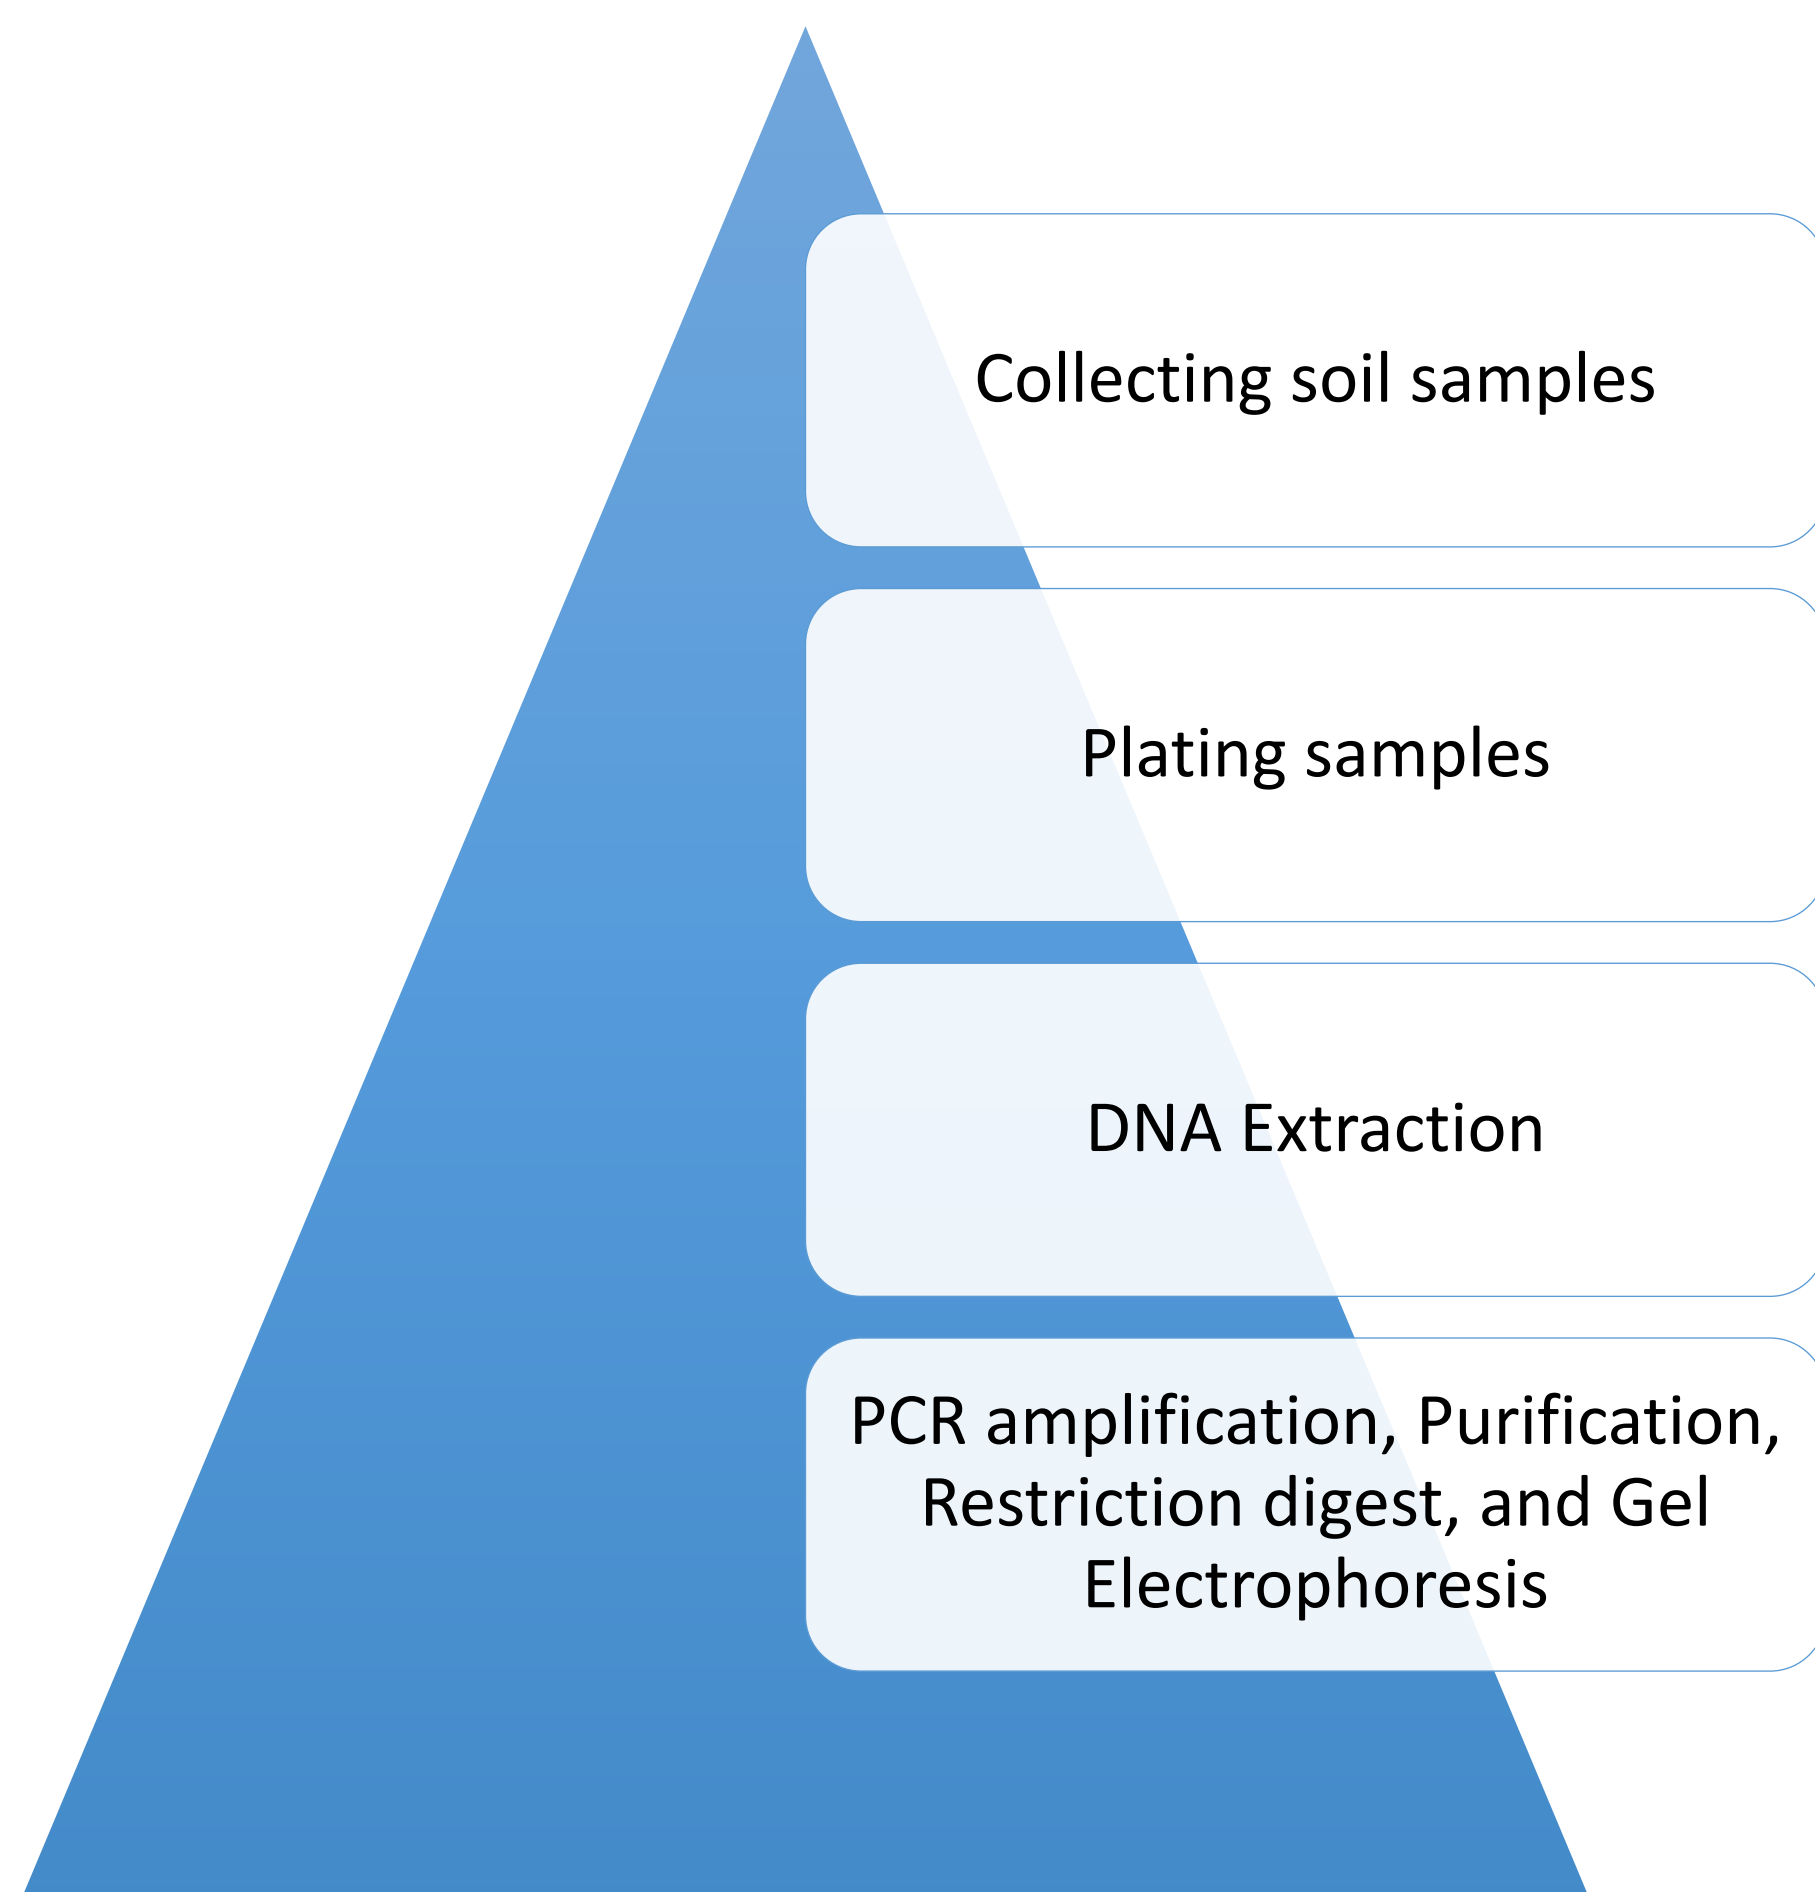 Collecting soil samples
Plating samples
DNA Extraction
PCR amplification, Purification,
Restriction digest, and Gel
Electrophoresis